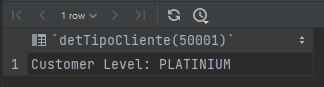 1 row
`detTipoCliente(50001)`
1 Customer Level: PLATINIUM